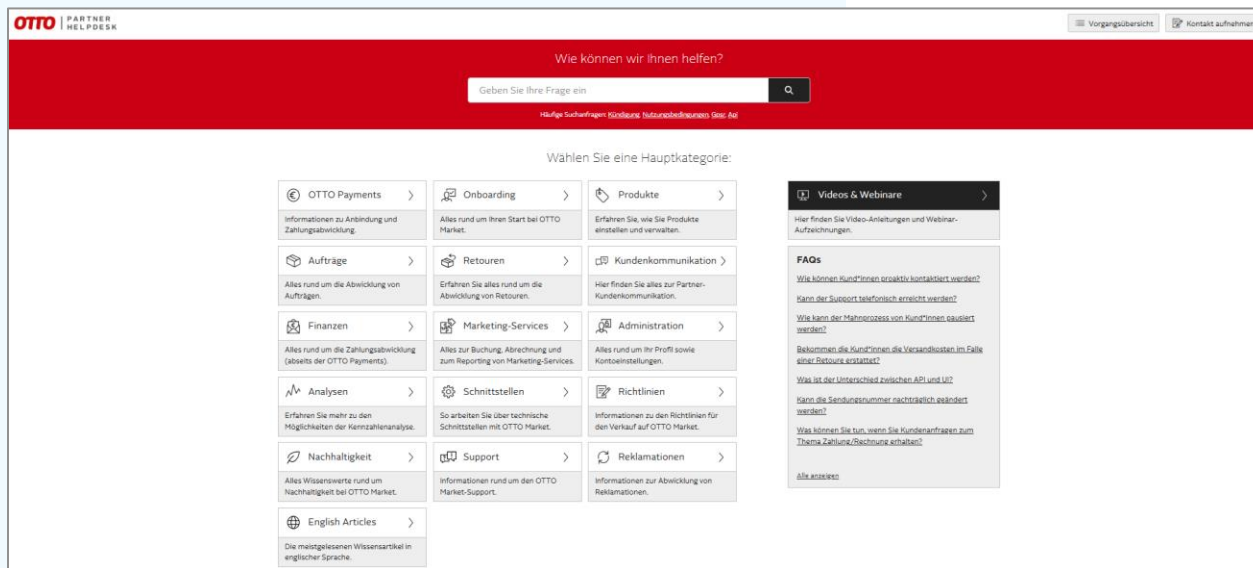 OTTO | PARTNER
HELPDESK
Vorgangsübersicht
Kontakt aufnehmen
Wie können wir Ihnen helfen?
Geben Sie Ihre Frage ein
Häufige Suchanfragen: Kündigung, Nutzungsbedingungen, Gpsr, Api
Wählen Sie eine Hauptkategorie:
OTTO Payments
Informationen zu Anbindung und
Zahlungsabwicklung.
Onboarding
Alles rund um Ihren Start bei OTTO
Market.
Produkte
Erfahren Sie, wie Sie Produkte
einstellen und verwalten.
Aufträge
Alles rund um die Abwicklung von
Aufträgen.
Retouren
Erfahren Sie alles rund um die
Abwicklung von Retouren.
Kundenkommunikation
Hier finden Sie alles zur Partner-
Kundenkommunikation.
Finanzen
Alles rund um die Zahlungsabwicklung
(abseits der OTTO Payments).
Marketing-Services
Alles zur Buchung, Abrechnung und
zum Reporting von Marketing-Services.
Administration
Alles rund um Ihr Profil sowie
Kontoeinstellungen.
Analysen
Erfahren Sie mehr zu den
Möglichkeiten der Kennzahlenanalyse.
Schnittstellen
So arbeiten Sie über technische
Schnittstellen mit OTTO Market.
Richtlinien
Informationen zu den Richtlinien für
den Verkauf auf OTTO Market.
Nachhaltigkeit
Alles Wissenswerte rund um
Nachhaltigkeit bei OTTO Market.
Support
Informationen rund um den OTTO
Market-Support.
Reklamationen
Informationen zur Abwicklung von
Reklamationen.
English Articles
Die meistgelesenen Wissensartikel in
englischer Sprache.
Videos & Webinare
Hier finden Sie Video-Anleitungen und Webinar-
Aufzeichnungen.
FAQs
Wie können Kund*innen proaktiv kontaktiert werden?
Kann der Support telefonisch erreicht werden?
Wie kann der Mahnprozess von Kund*innen pausiert
werden?
Bekommen die Kund*innen die Versandkosten im Falle
einer Retoure erstattet?
Was ist der Unterschied zwischen API und UI?
Kann die Sendungsnummer nachträglich geändert
werden?
Was können Sie tun, wenn Sie Kundenanfragen zum
Thema Zahlung/Rechnung erhalten?
Alle anzeigen